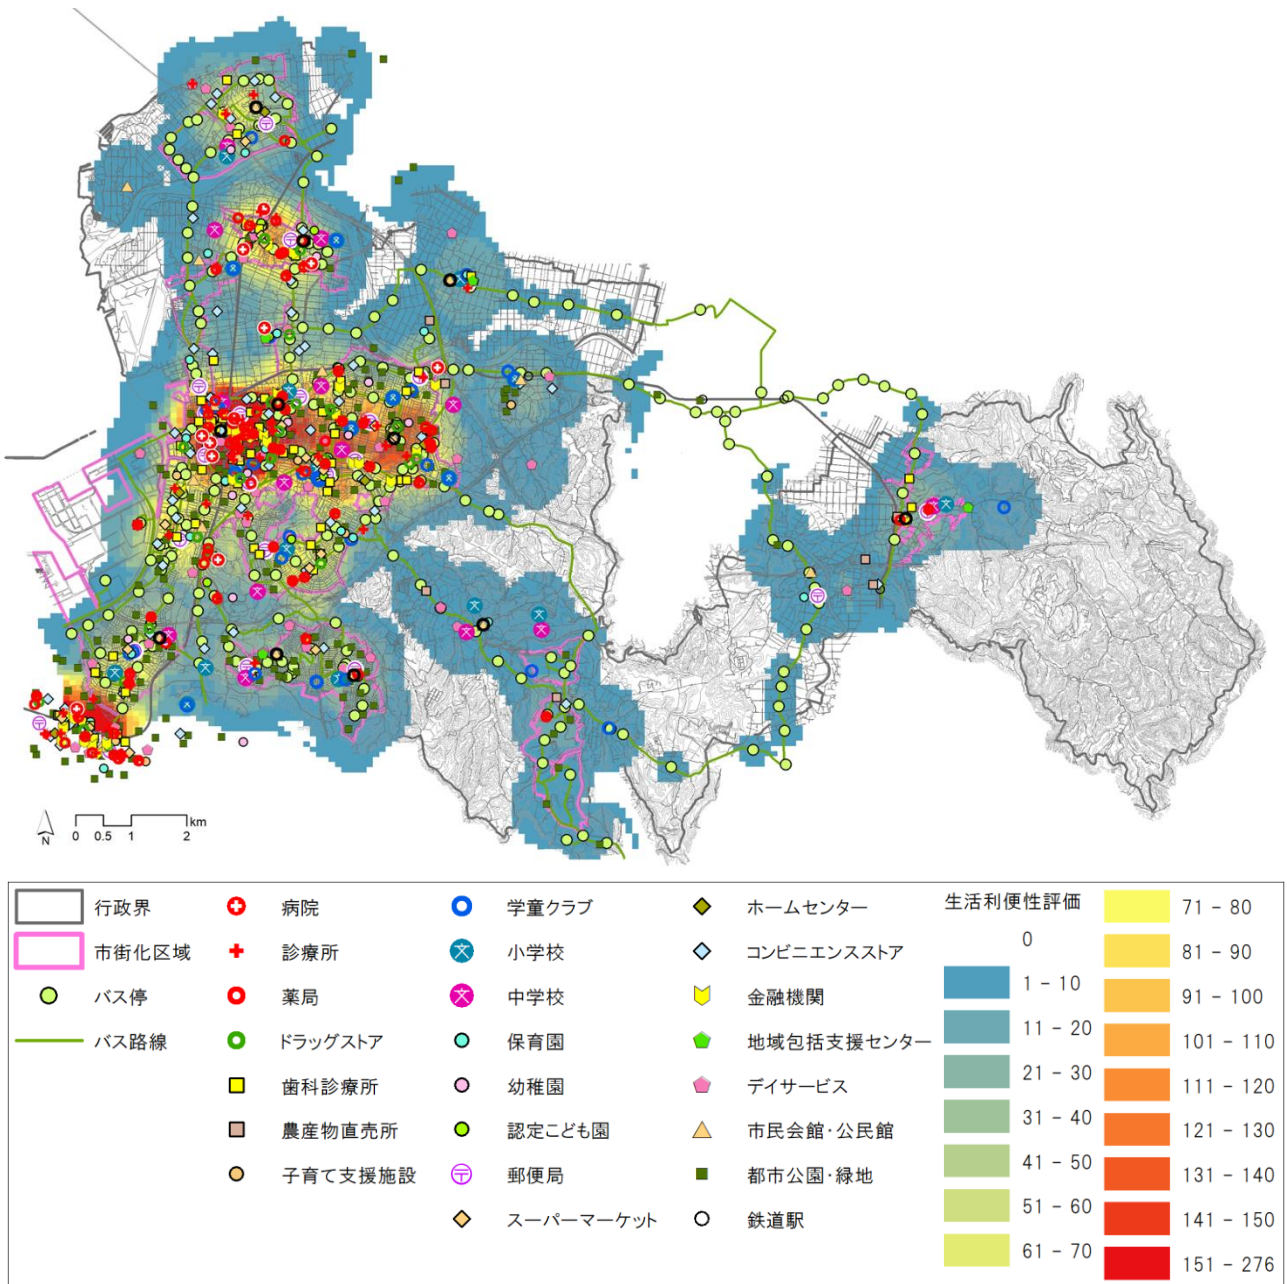 N
0 0.5 1 2 km
行政界
市街化区域
バス停
バス路線
病院
診療所
薬局
ドラッグストア
歯科診療所
農産物直売所
子育て支援施設
学童クラブ
小学校
中学校
保育園
幼稚園
認定こども園
郵便局
スーパーマーケット
ホームセンター
コンビニエンスストア
金融機関
地域包括支援センター
デイサービス
市民会館・公民館
都市公園・緑地
鉄道駅
生活利便性評価
0
1 - 10
11 - 20
21 - 30
31 - 40
41 - 50
51 - 60
61 - 70
71 - 80
81 - 90
91 - 100
101 - 110
111 - 120
121 - 130
131 - 140
141 - 150
151 - 276